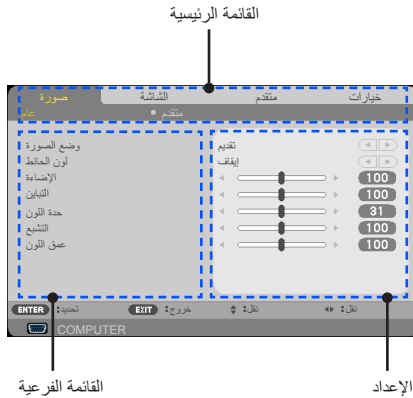 القائمة الرئيسية
صورة الشاشة متقدم خيارات
عام متقدم
وضع الصورة تقديم
لون الحائط إيقاف
الإضاءة 100
التباين 100
حدة اللون 31
التشبع 100
عمق اللون 100
ENTER تحديد: EXIT خروج: نقل: نقل:
COMPUTER
القائمة الفرعية الإعداد